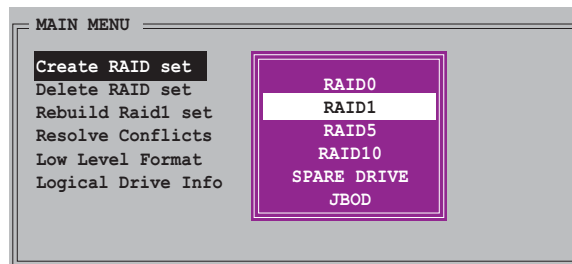 MAIN MENU
Create RAID set
Delete RAID set
Rebuild Raid1 set
Resolve Conflicts
Low Level Format
Logical Drive Info
RAID0
RAID1
RAID5
RAID10
SPARE DRIVE
JBOD